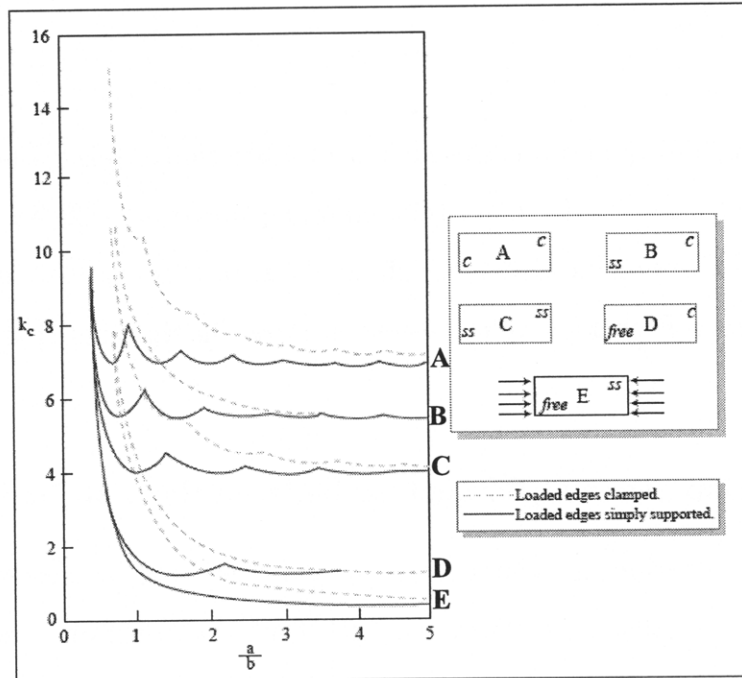 16
14
12
10
k_c 8
6
4
2
0
0 1 2 3 4 5
a
b
A
B
C
D
E
c A c
ss B c
ss C ss
free D c
free E ss
Loaded edges clamped.
Loaded edges simply supported.